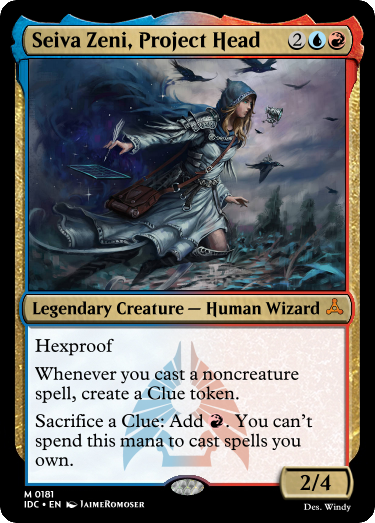 Seiva Zeni, Project Head 2
Legendary Creature — Human Wizard
Hexproof
Whenever you cast a noncreature
spell, create a Clue token.
Sacrifice a Clue: Add . You can't
spend this mana to cast spells you
own.
2/4
M 0181
IDC • EN JaimeRomoser
Des. Windy